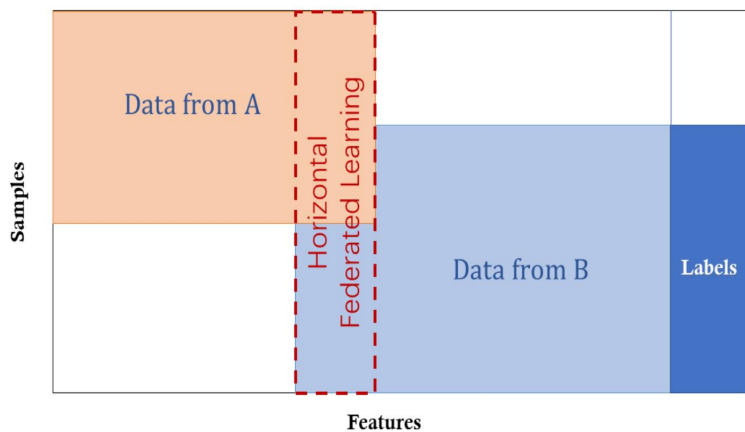 Data from A
Horizontal
Federated Learning
Samples
Data from B
Labels
Features